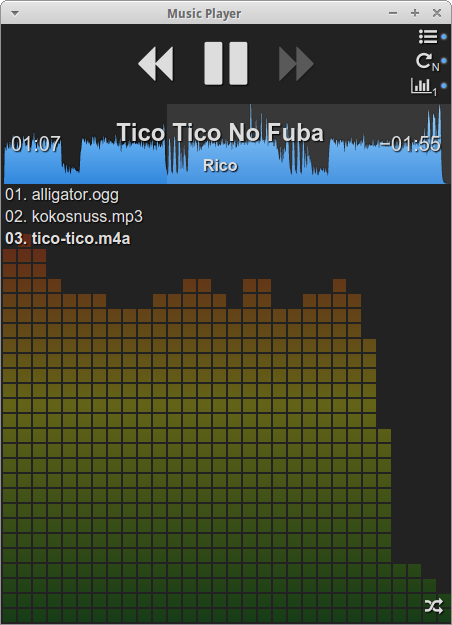 Music Player
N
1
Tico Tico No Fuba
01:07
−01:55
Rico
01. alligator.ogg
02. kokosnuss.mp3
03. tico-tico.m4a